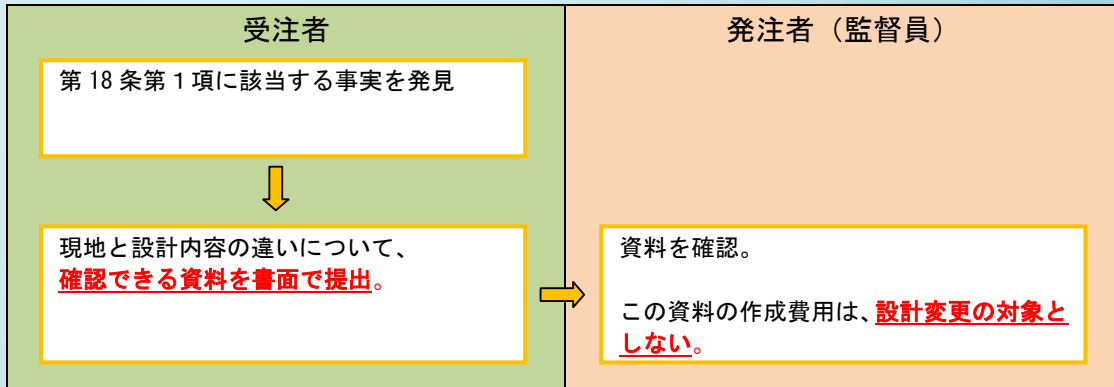 受注者
第 18 条第１項に該当する事実を発見
現地と設計内容の違いについて、
確認できる資料を書面で提出。
発注者（監督員）
資料を確認。
この資料の作成費用は、設計変更の対象と
しない。